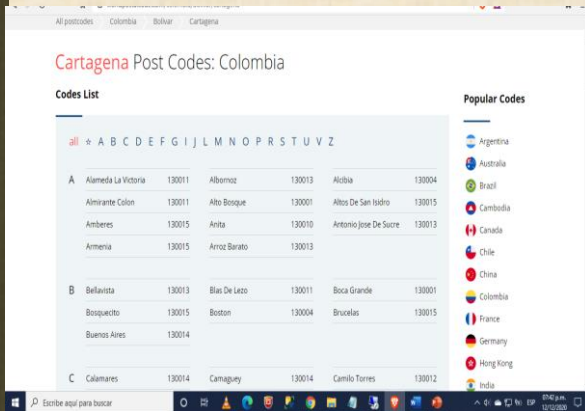 All postcodes Colombia Bolivar Cartagena
Cartagena Post Codes: Colombia
Codes List
all ☆ A B C D E F G I J L M N O P R S T U V Z
A Alameda La Victoria 130011 Albornoz 130013 Alcibia 130004
Almirante Colon 130011 Alto Bosque 130001 Altos De San Isidro 130015
Amberes 130015 Anita 130010 Antonio Jose De Sucre 130013
Armenia 130015 Arroz Barato 130013
B Bellavista 130013 Blas De Lezo 130011 Boca Grande 130001
Bosquecito 130015 Boston 130004 Brucelas 130015
Buenos Aires 130014
C Calamares 130014 Camaguey 130014 Camilo Torres 130012
Popular Codes
Argentina
Australia
Brazil
Cambodia
Canada
Chile
China
Colombia
France
Germany
Hong Kong
India
Escribe aquí para buscar
ESP 07:42 p.m.
12/12/2020